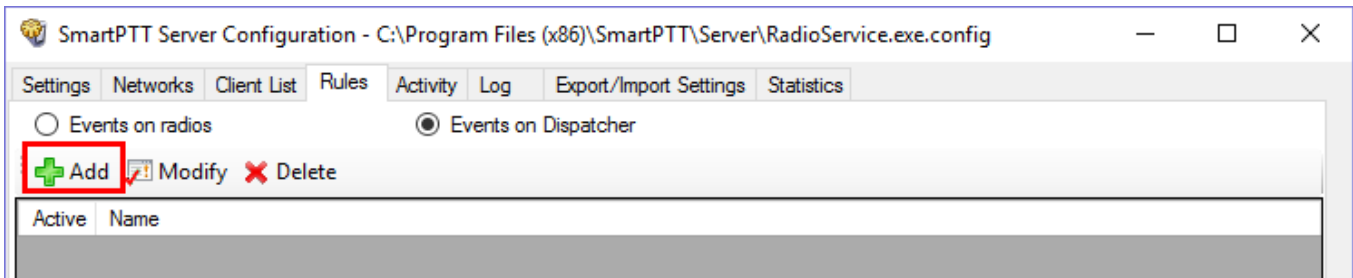 SmartPTT Server Configuration - C:\Program Files (x86)\SmartPTT\Server\RadioService.exe.config
Settings Networks Client List Rules Activity Log Export/Import Settings Statistics
Events on radios Events on Dispatcher
Add Modify Delete
Active Name